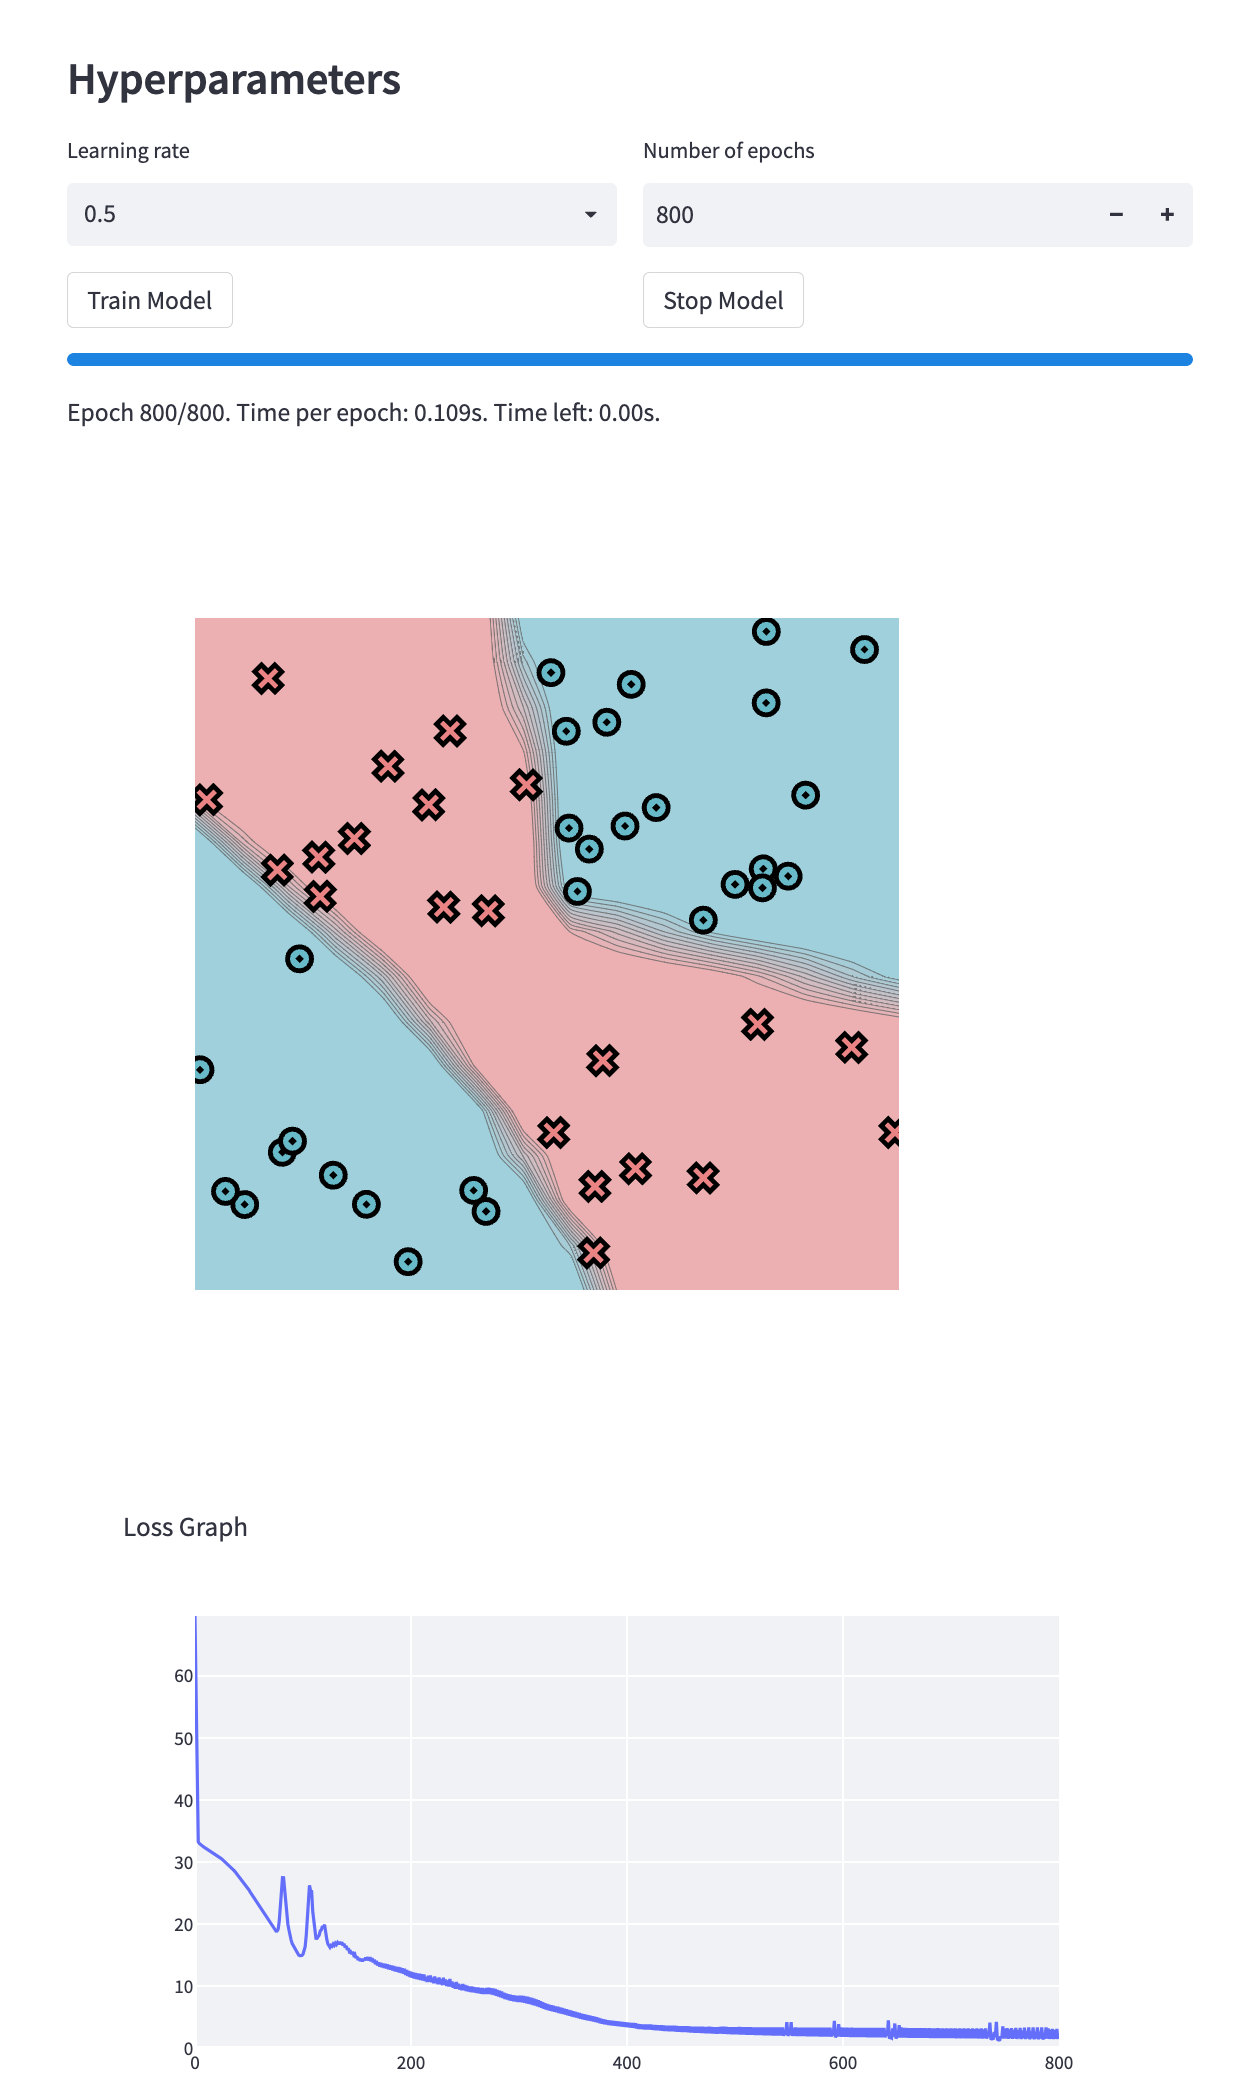 Hyperparameters
Learning rate
Number of epochs
0.5
800
Train Model
Stop Model
Epoch 800/800. Time per epoch: 0.109s. Time left: 0.00s.
Loss Graph
60
50
40
30
20
10
0
0 200 400 600 800